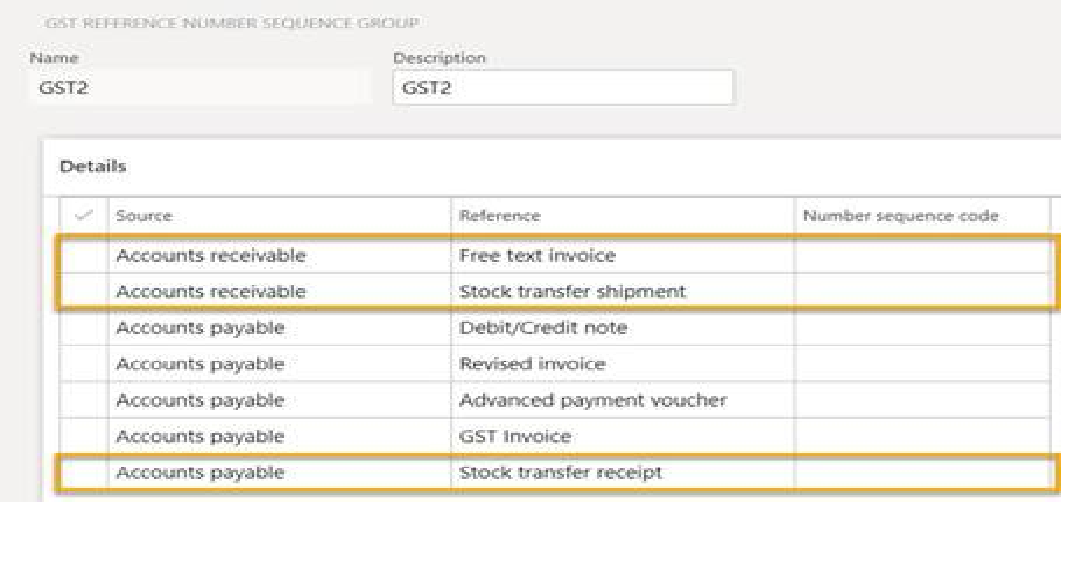 GST REFERENCE NUMBER SEQUENCE GROUP
Name Description
GST2 GST2
Details
Source Reference Number sequence code
Accounts receivable Free text invoice
Accounts receivable Stock transfer shipment
Accounts payable Debit/Credit note
Accounts payable Revised invoice
Accounts payable Advanced payment voucher
Accounts payable GST Invoice
Accounts payable Stock transfer receipt